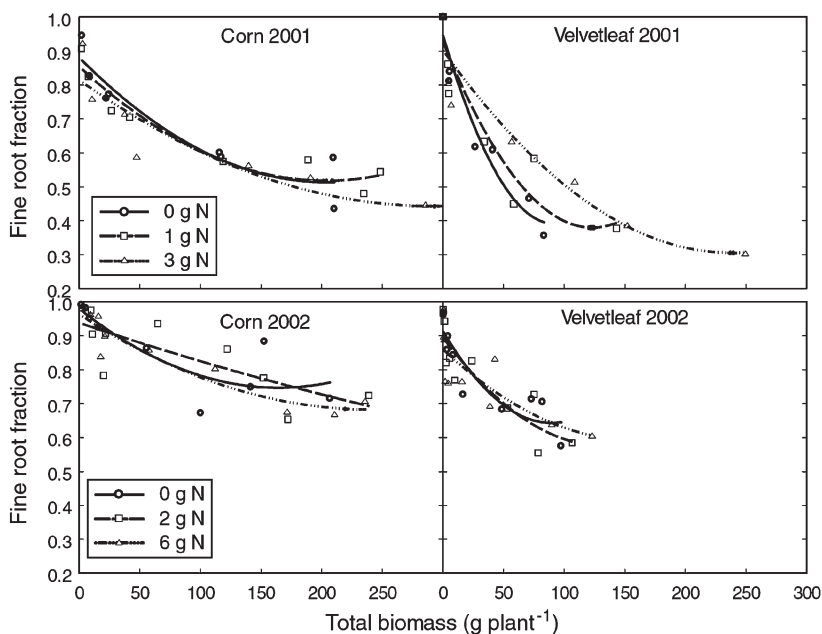 Corn 2001
Velvetleaf 2001
Fine root fraction
1.0
0.9
0.8
0.7
0.6
0.5
0.4
0.3
0.2
0 g N
1 g N
3 g N
Corn 2002
Velvetleaf 2002
Fine root fraction
1.0
0.9
0.8
0.7
0.6
0.5
0.4
0.3
0.2
0 g N
2 g N
6 g N
0 50 100 150 200 250 0 50 100 150 200 250 300
Total biomass (g plant⁻¹)